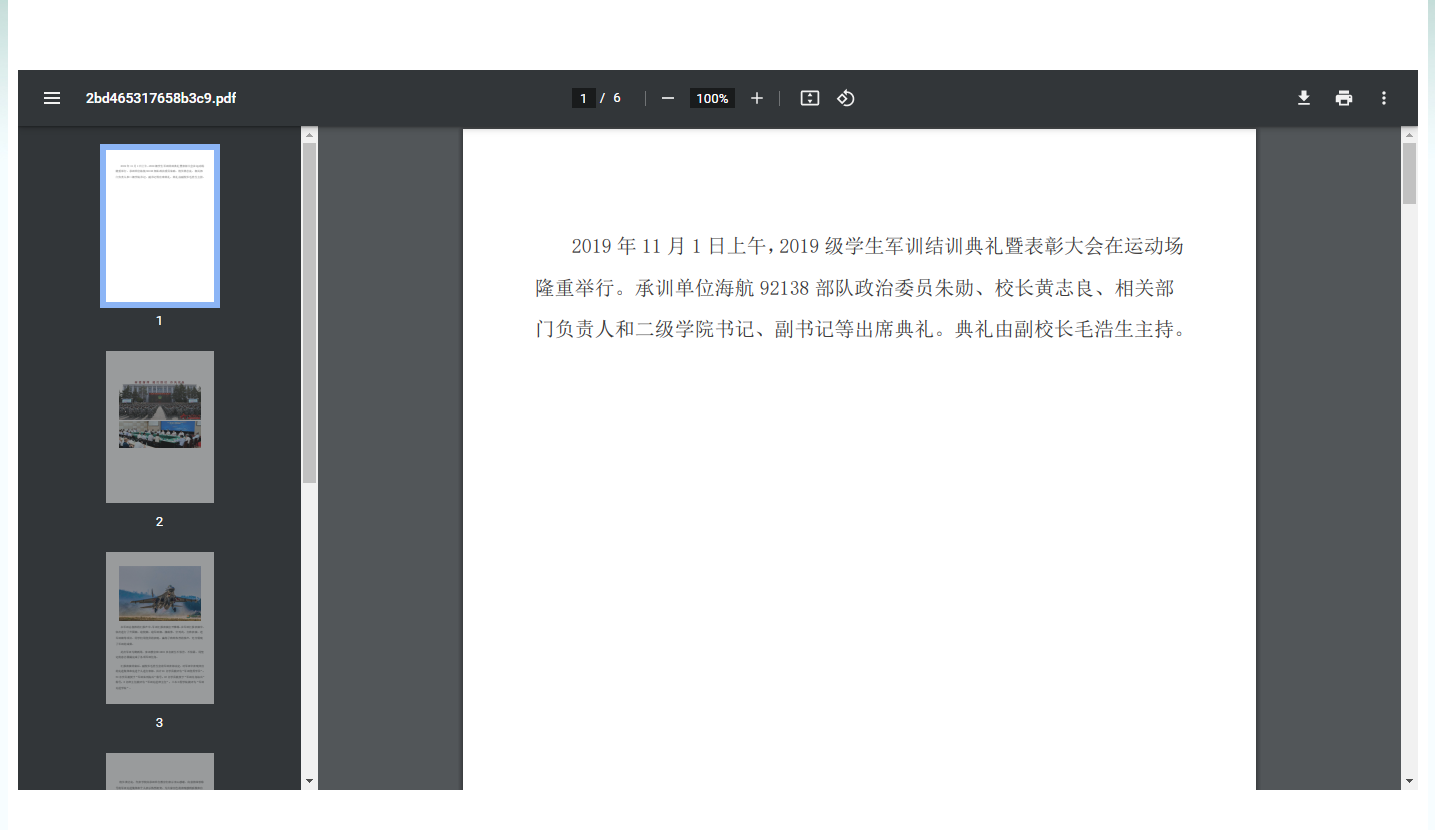 2bd465317658b3c9.pdf
1 / 6
100%
1
2
3
2019 年 11 月 1 日上午，2019 级学生军训结训典礼暨表彰大会在运动场
隆重举行。承训单位海航 92138 部队政治委员朱勋、校长黄志良、相关部
门负责人和二级学院书记、副书记等出席典礼。典礼由副校长毛浩生主持。